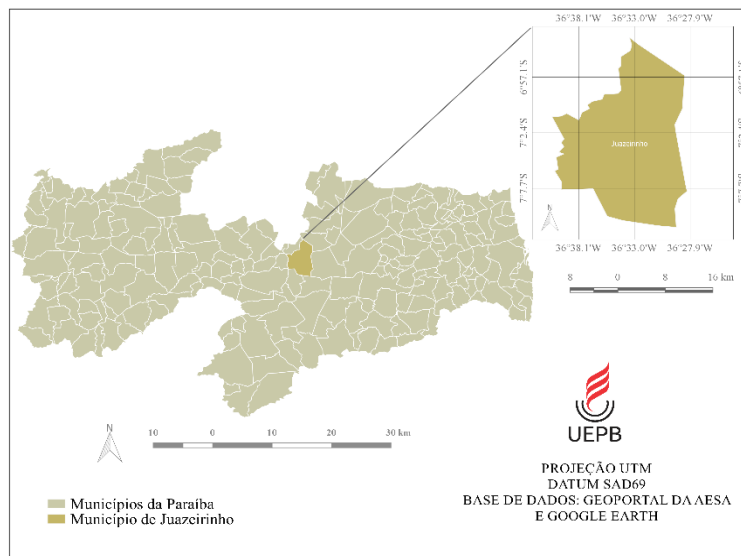 36°38.1'W 36°33.0'W 36°27.9'W
6°57.1'S
7°2.4'S
7°7.7'S
Juazeirinho
N
36°38.1'W 36°33.0'W 36°27.9'W
8 0 8 16 km
N
10 0 10 20 30 km
UEPB
PROJEÇÃO UTM
DATUM SAD69
BASE DE DADOS: GEOPORTAL DA AESA
E GOOGLE EARTH
Municípios da Paraíba
Município de Juazeirinho